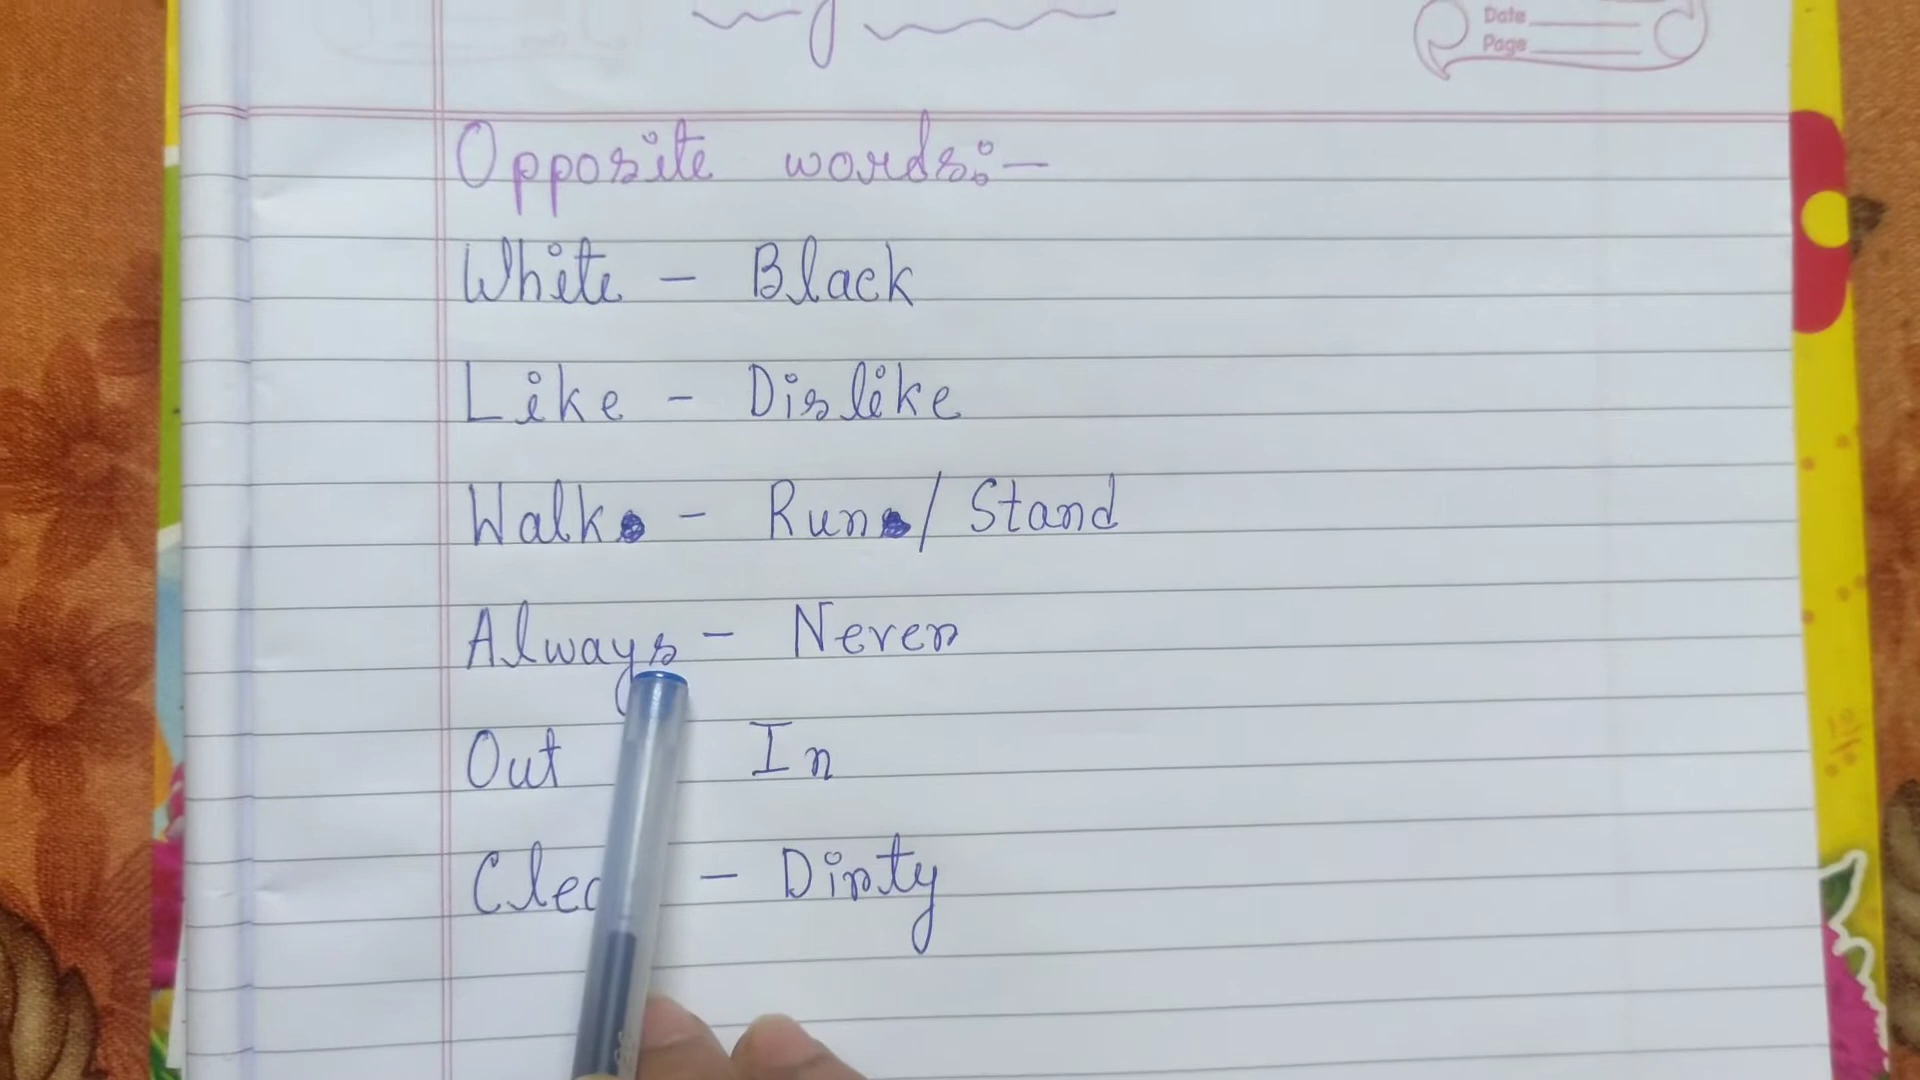 Date
Page
Opposite words:-
White - Black
Like - Dislike
Walk - Run / Stand
Always - Never
Out In
- Dirty